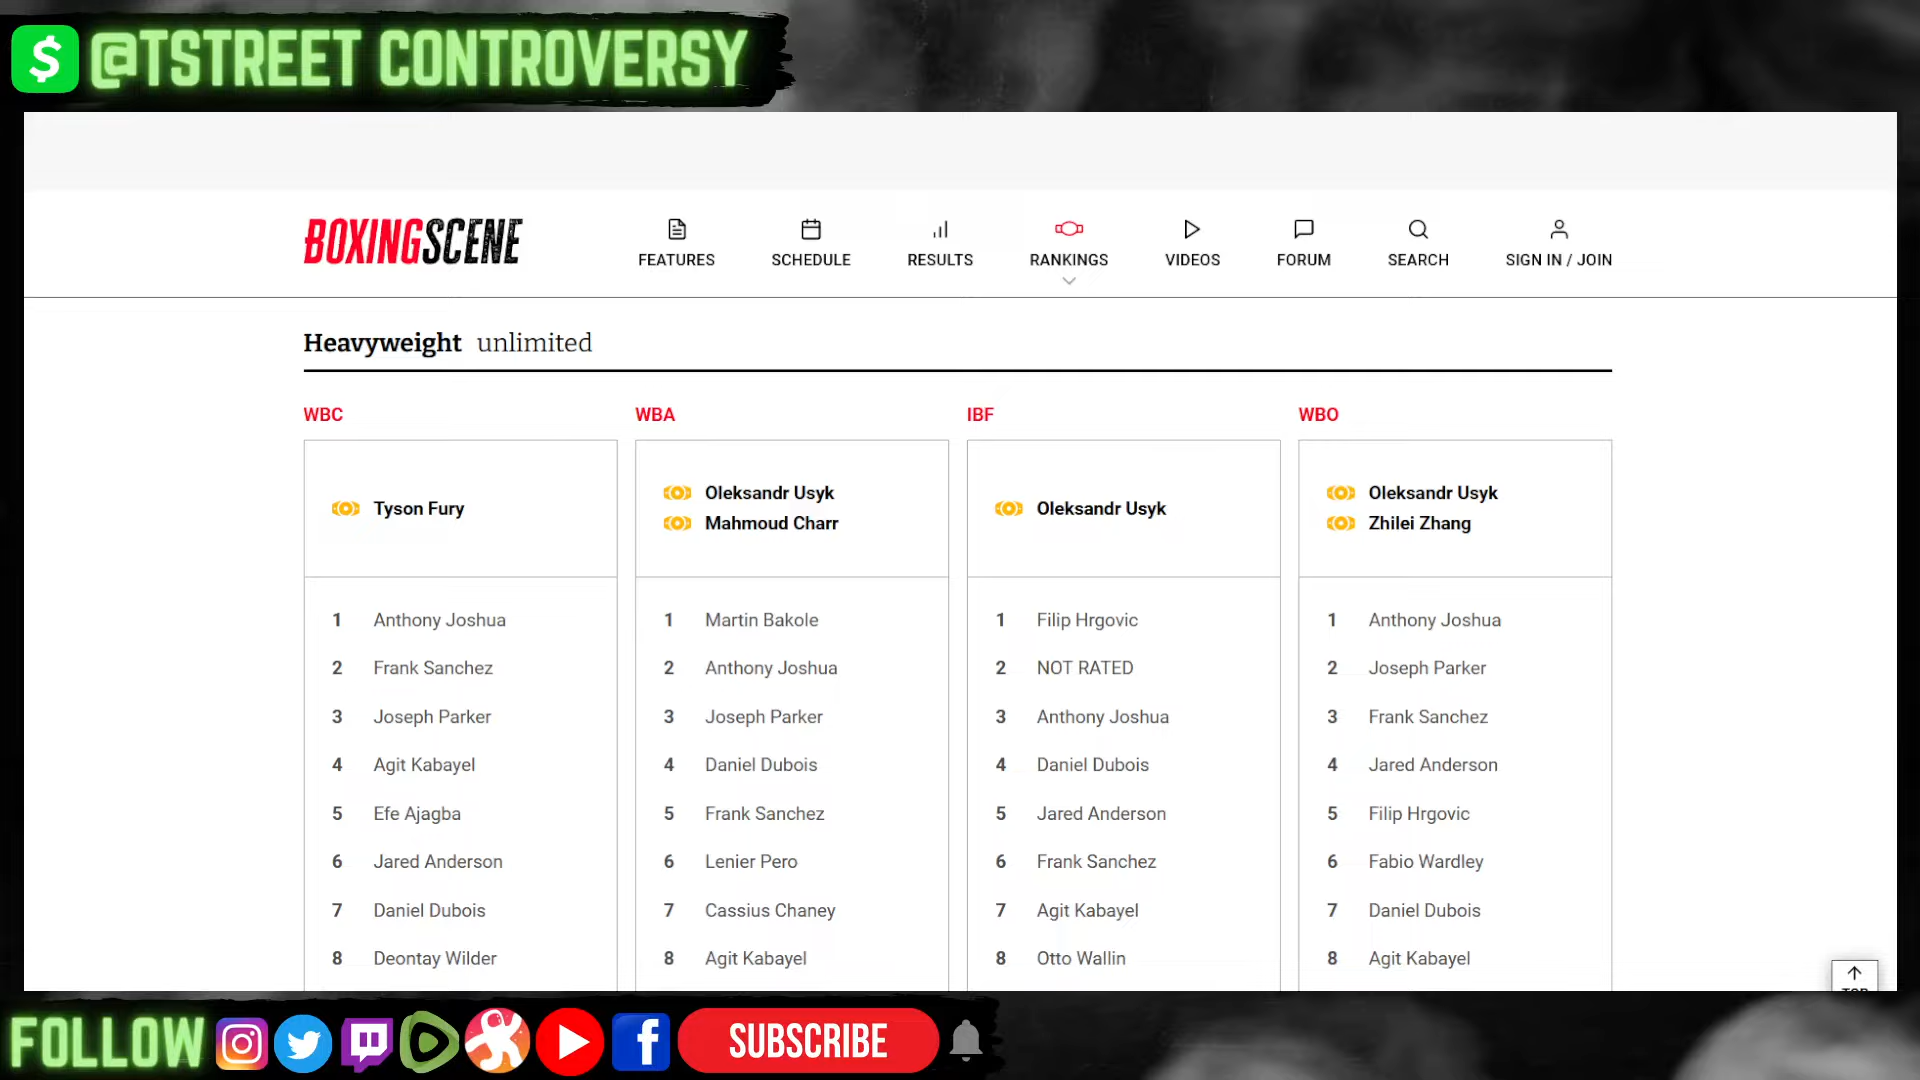 $ @TSTREET CONTROVERSY
BOXINGSCENE
FEATURES
SCHEDULE
RESULTS
RANKINGS
VIDEOS
FORUM
SEARCH
SIGN IN / JOIN
Heavyweight unlimited
WBC
Tyson Fury
1 Anthony Joshua
2 Frank Sanchez
3 Joseph Parker
4 Agit Kabayel
5 Efe Ajagba
6 Jared Anderson
7 Daniel Dubois
8 Deontay Wilder
WBA
Oleksandr Usyk
Mahmoud Charr
1 Martin Bakole
2 Anthony Joshua
3 Joseph Parker
4 Daniel Dubois
5 Frank Sanchez
6 Lenier Pero
7 Cassius Chaney
8 Agit Kabayel
IBF
Oleksandr Usyk
1 Filip Hrgovic
2 NOT RATED
3 Anthony Joshua
4 Daniel Dubois
5 Jared Anderson
6 Frank Sanchez
7 Agit Kabayel
8 Otto Wallin
WBO
Oleksandr Usyk
Zhilei Zhang
1 Anthony Joshua
2 Joseph Parker
3 Frank Sanchez
4 Jared Anderson
5 Filip Hrgovic
6 Fabio Wardley
7 Daniel Dubois
8 Agit Kabayel
TOP
FOLLOW
SUBSCRIBE